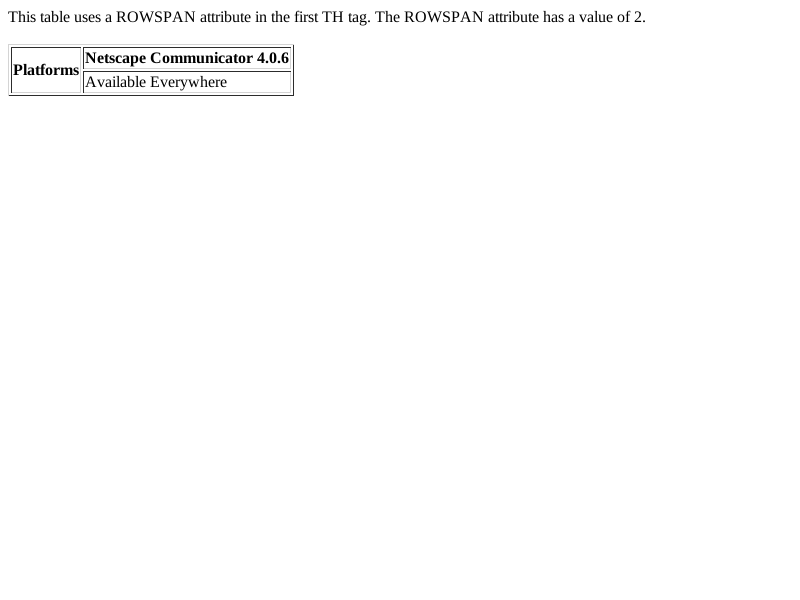 This table uses a ROWSPAN attribute in the first TH tag. The ROWSPAN attribute has a value of 2.
Platforms
Netscape Communicator 4.0.6
Available Everywhere